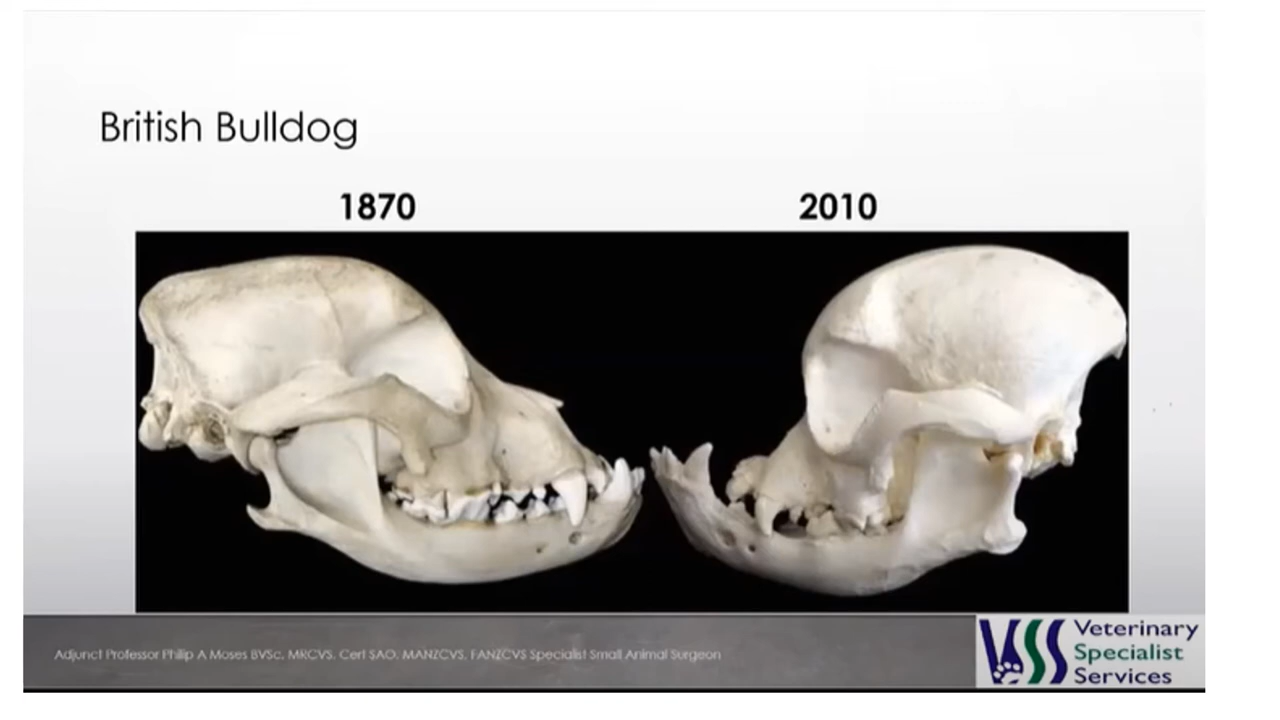 British Bulldog
1870
2010
Adjunct Professor Philip A Moses BVSc, MRCVS, Cert SAO, MANZCVS, FANZCVS Specialist Small Animal Surgeon
VSS
Veterinary
Specialist
Services